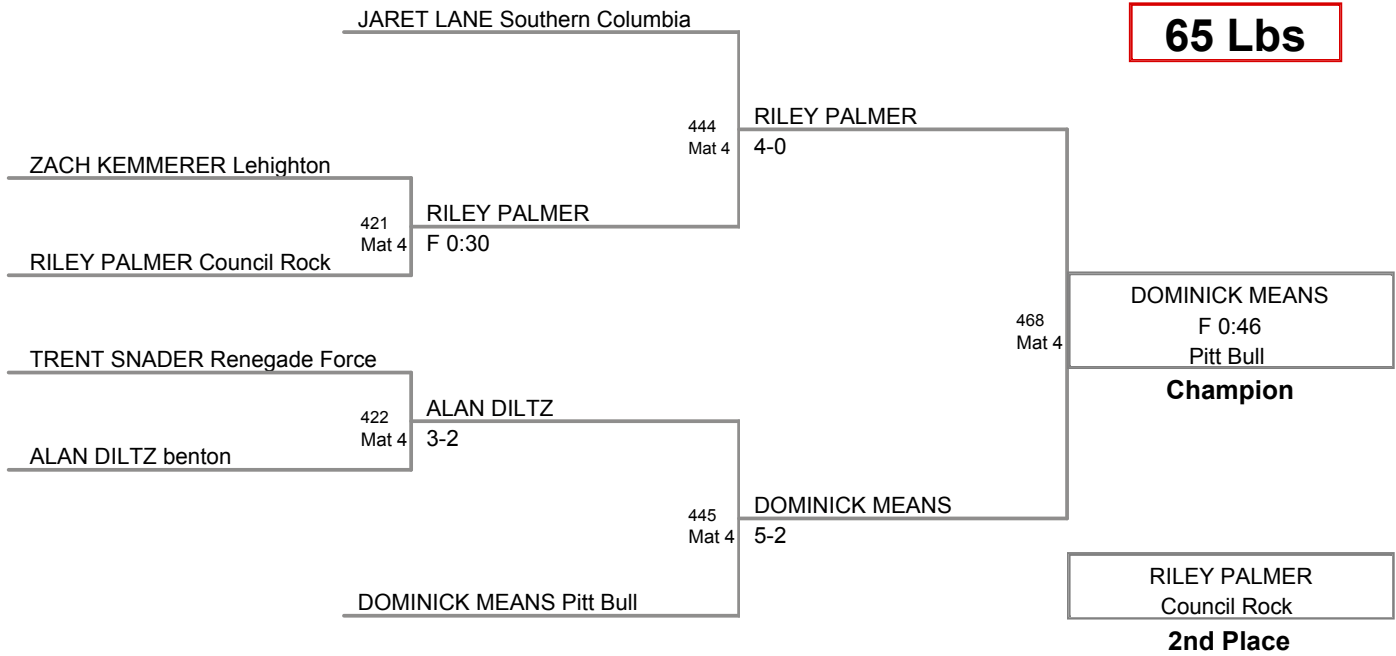 JARET LANE Southern Columbia
65 Lbs
444
Mat 4
RILEY PALMER
4-0
ZACH KEMMERER Lehighton
421
Mat 4
RILEY PALMER
F 0:30
RILEY PALMER Council Rock
468
Mat 4
DOMINICK MEANS
F 0:46
Pitt Bull
Champion
TRENT SNADER Renegade Force
422
Mat 4
ALAN DILTZ
3-2
ALAN DILTZ benton
445
Mat 4
DOMINICK MEANS
5-2
DOMINICK MEANS Pitt Bull
RILEY PALMER
Council Rock
2nd Place